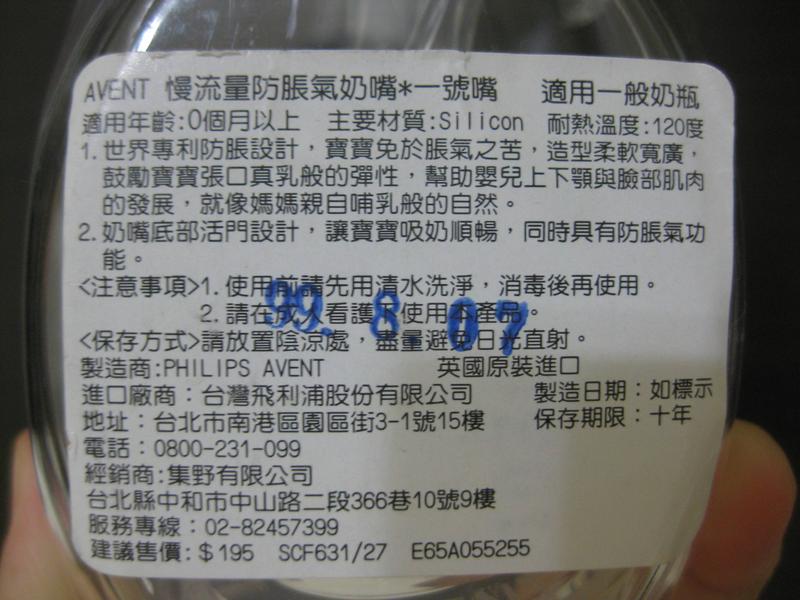 AVENT 慢流量防脹氣奶嘴*一號嘴 適用一般奶瓶
適用年齡:0個月以上 主要材質:Silicon 耐熱溫度:120度
1.世界專利防脹設計，寶寶免於脹氣之苦，造型柔軟寬廣，
鼓勵寶寶張口真乳般的彈性，幫助嬰兒上下顎與臉部肌肉
的發展，就像媽媽親自哺乳般的自然。
2.奶嘴底部活門設計，讓寶寶吸奶順暢，同時具有防脹氣功
能。
<注意事項>1.使用前請先用清水洗淨，消毒後再使用。
2.請在成人看護下使用本產品。
99. 8. 07
<保存方式>請放置陰涼處，盡量避免日光直射。
製造商:PHILIPS AVENT 英國原裝進口
進口廠商：台灣飛利浦股份有限公司 製造日期：如標示
地址：台北市南港區園區街3-1號15樓 保存期限：十年
電話：0800-231-099
經銷商:集野有限公司
台北縣中和市中山路二段366巷10號9樓
服務專線：02-82457399
建議售價:＄195 SCF631/27 E65A055255